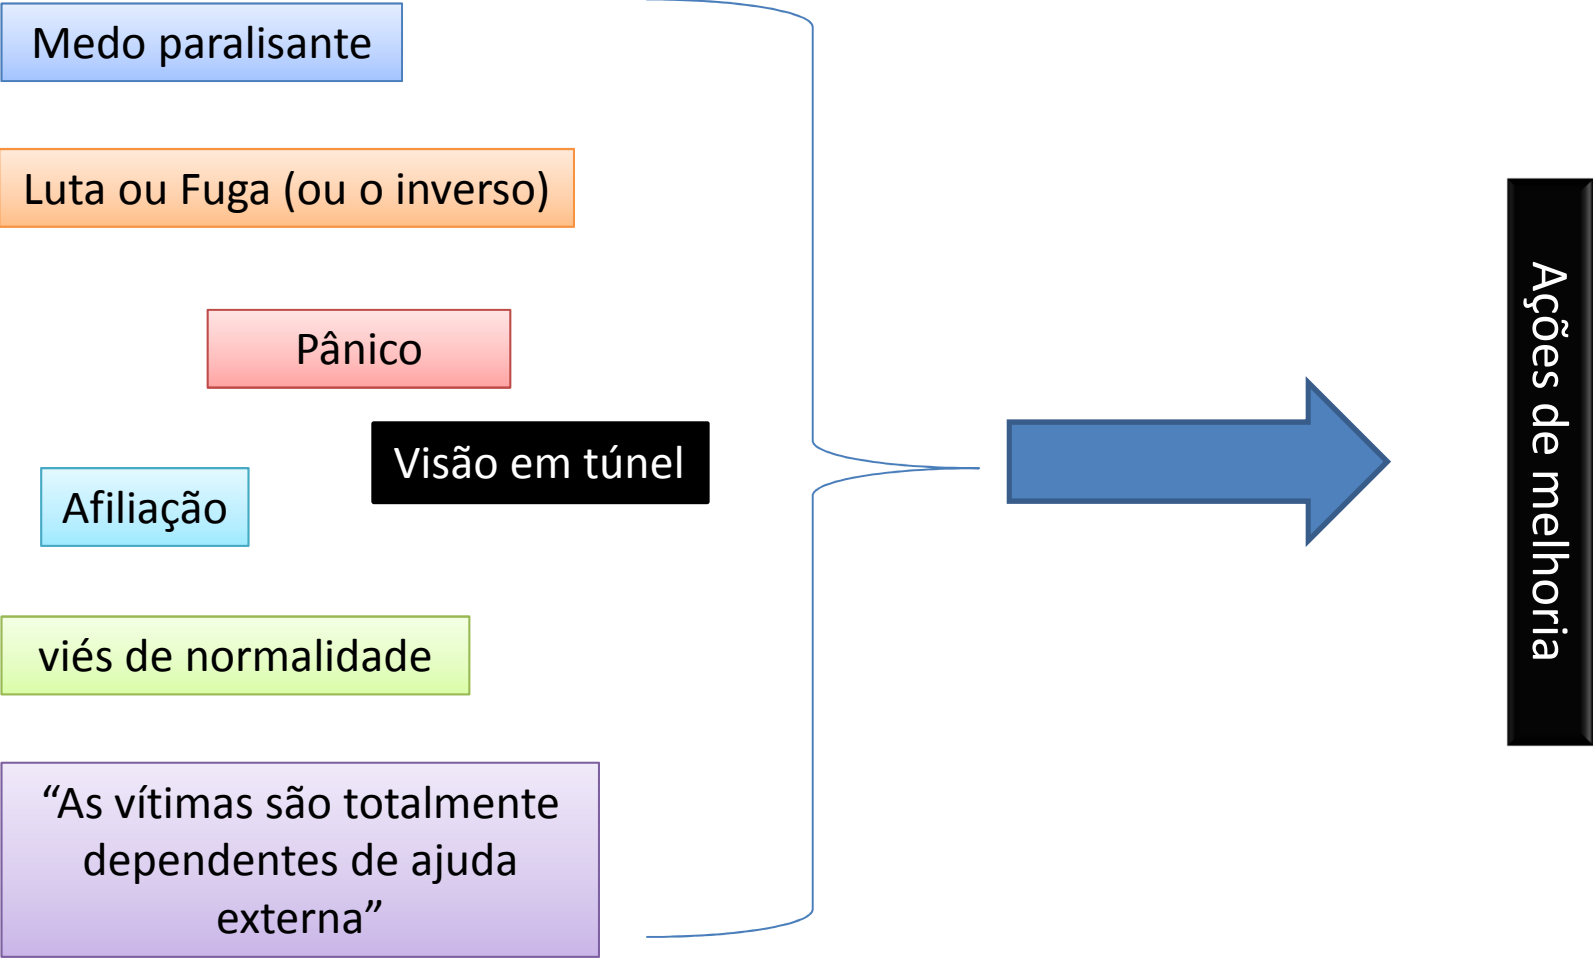 Medo paralisante
Luta ou Fuga (ou o inverso)
Pânico
Visão em túnel
Afiliação
viés de normalidade
“As vítimas são totalmente
dependentes de ajuda
externa”
Ações de melhoria